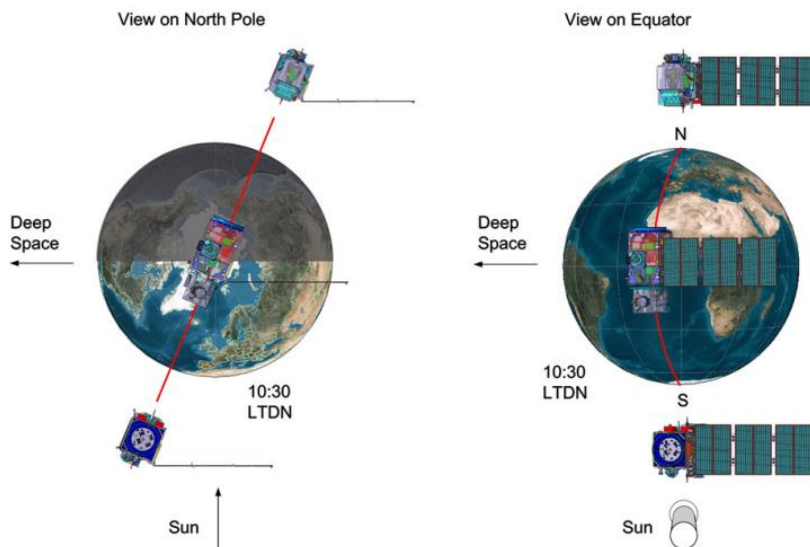 View on North Pole
View on Equator
N
Deep
Space
Deep
Space
10:30
LTDN
10:30
LTDN
S
Sun
Sun